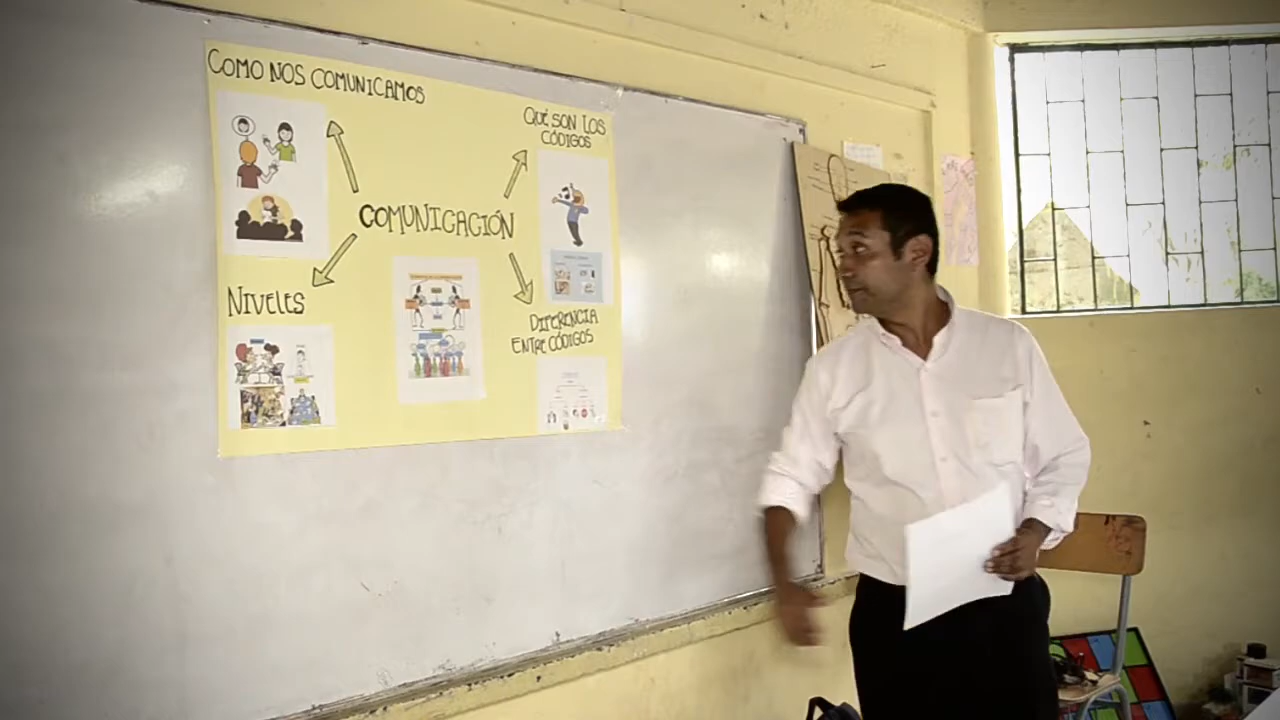 COMO NOS COMUNICAMOS
QUÉ SON LOS
CÓDIGOS
COMUNICACIÓN
NIVELES
DIFERENCIA
ENTRE CÓDIGOS